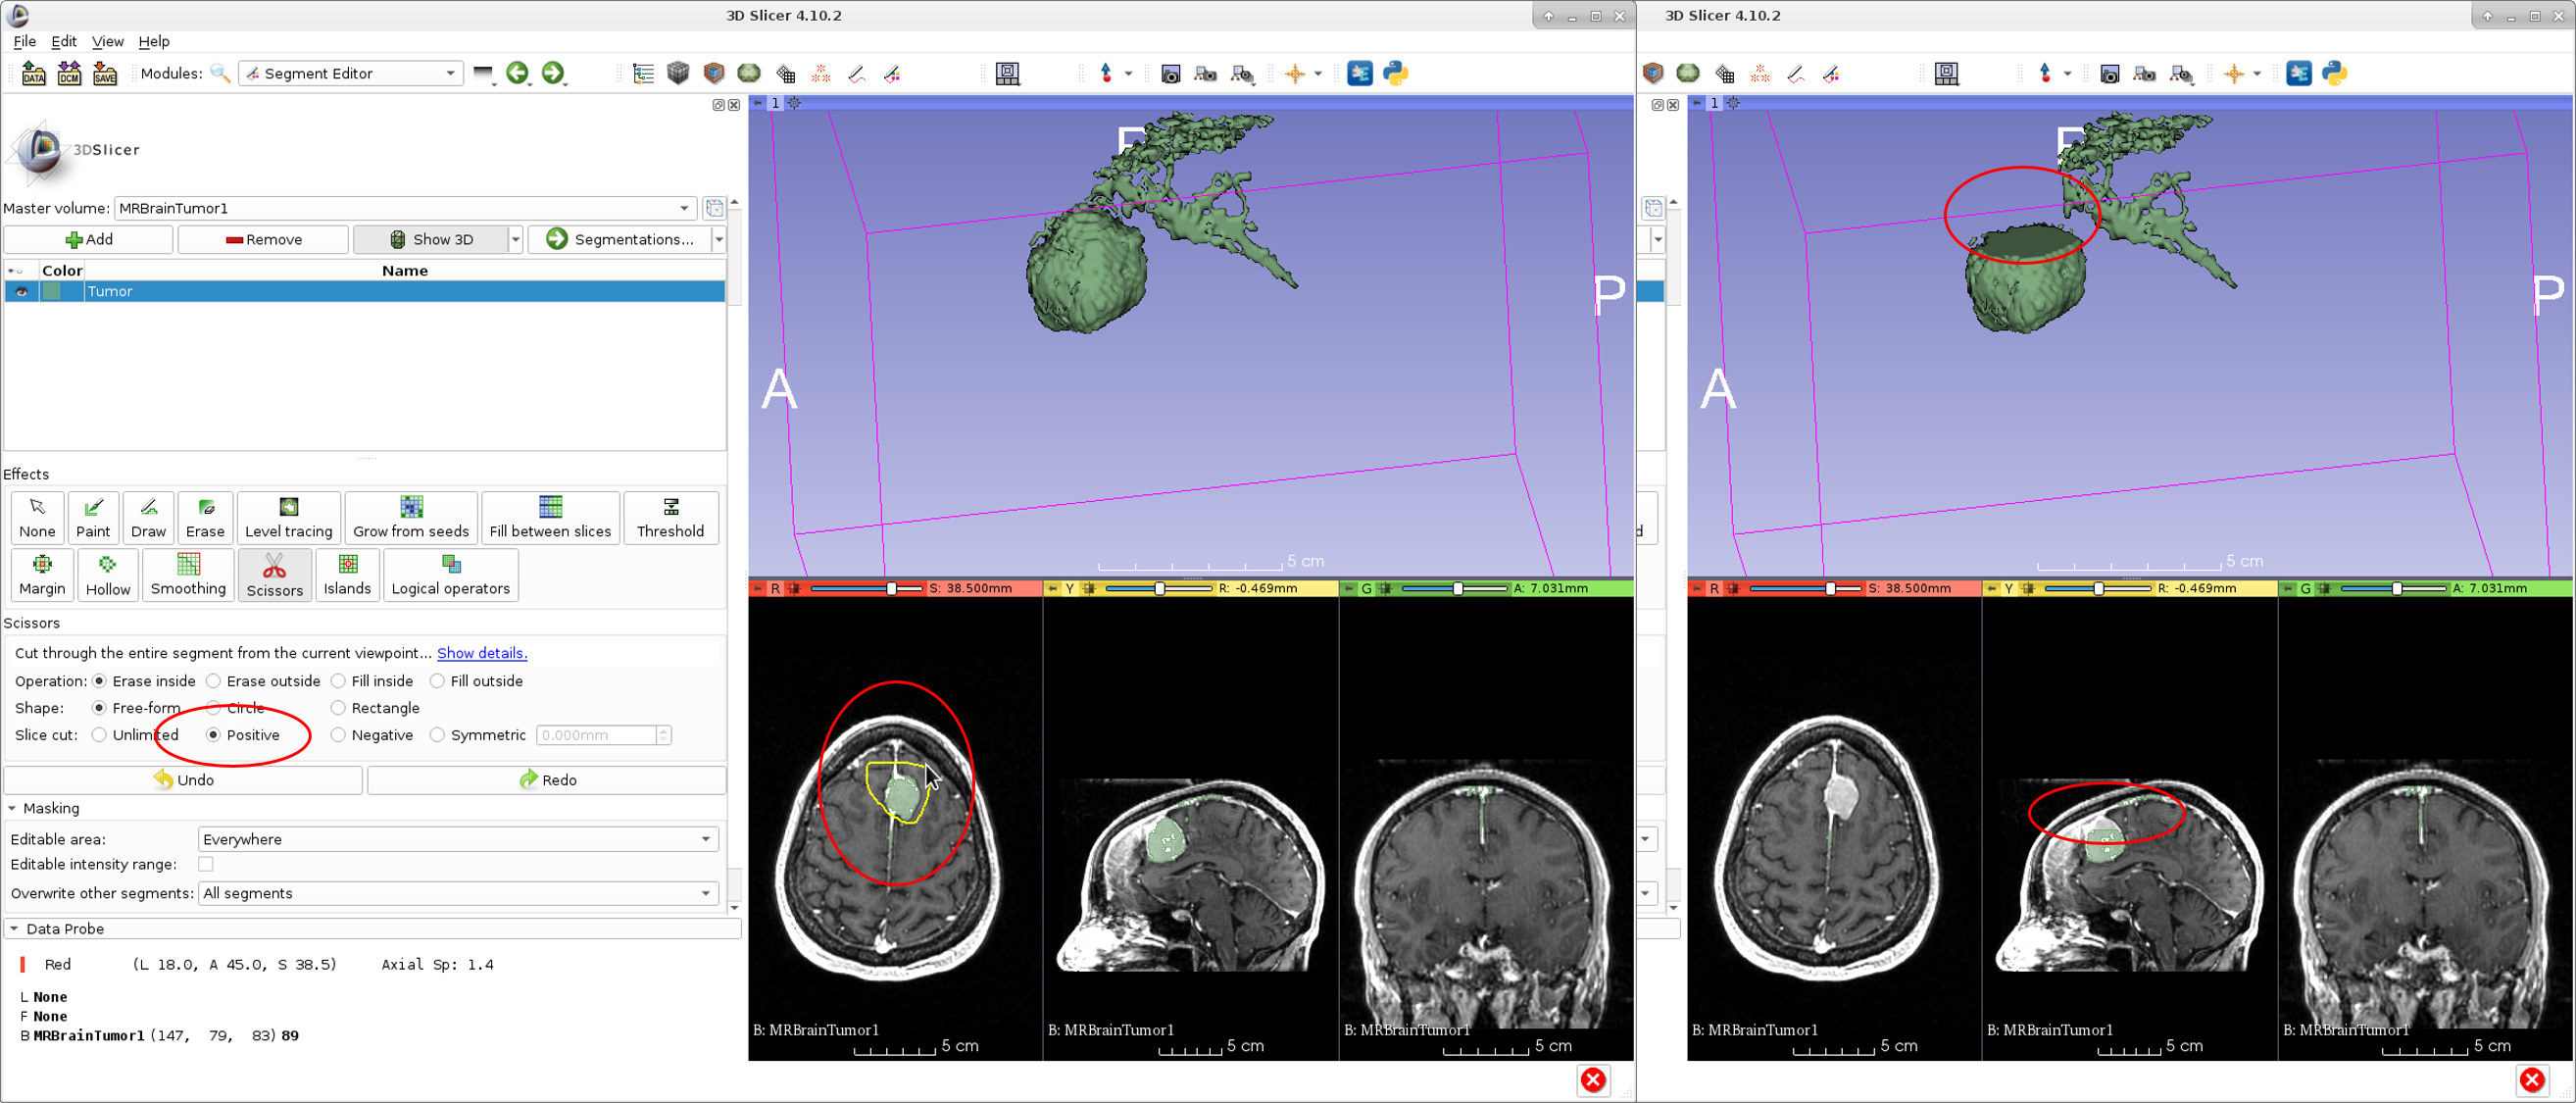 3D Slicer 4.10.2
File Edit View Help
DATA DCM SAVE Modules: Segment Editor
3DSlicer
Master volume: MRBrainTumor1
Add Remove Show 3D Segmentations...
Color Name
Tumor
Effects
None Paint Draw Erase Level tracing Grow from seeds Fill between slices Threshold
Margin Hollow Smoothing Scissors Islands Logical operators
Scissors
Cut through the entire segment from the current viewpoint... Show details.
Operation: Erase inside Erase outside Fill inside Fill outside
Shape: Free-form Circle Rectangle
Slice cut: Unlimited Positive Negative Symmetric 0.000mm
Undo Redo
Masking
Editable area: Everywhere
Editable intensity range:
Overwrite other segments: All segments
Data Probe
Red (L 18.0, A 45.0, S 38.5) Axial Sp: 1.4
L None
F None
B MRBrainTumor1 (147, 79, 83) 89
1
A
P
5 cm
R S: 38.500mm Y R: -0.469mm G A: 7.031mm
B: MRBrainTumor1 B: MRBrainTumor1 B: MRBrainTumor1
5 cm 5 cm 5 cm
3D Slicer 4.10.2
1
A
P
d
5 cm
R S: 38.500mm Y R: -0.469mm G A: 7.031mm
B: MRBrainTumor1 B: MRBrainTumor1 B: MRBrainTumor1
5 cm 5 cm 5 cm